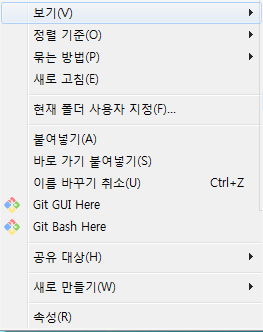 보기(V)
정렬 기준(O)
묶는 방법(P)
새로 고침(E)
현재 폴더 사용자 지정(F)...
붙여넣기(A)
바로 가기 붙여넣기(S)
이름 바꾸기 취소(U) Ctrl+Z
Git GUI Here
Git Bash Here
공유 대상(H)
새로 만들기(W)
속성(R)